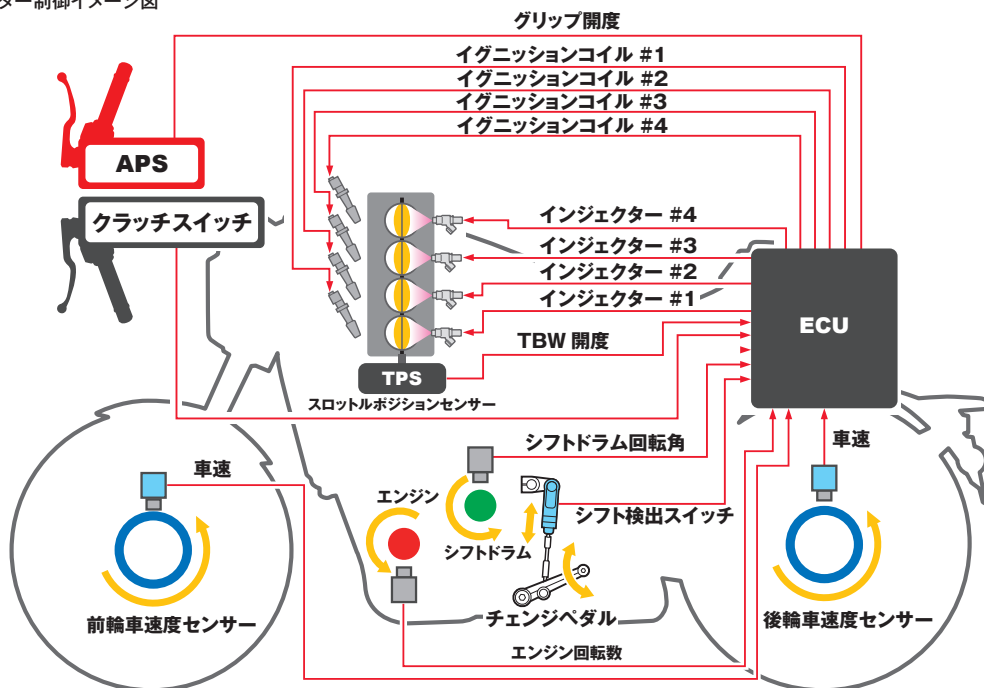 ター制御イメージ図
グリップ開度
イグニッションコイル #1
イグニッションコイル #2
イグニッションコイル #3
イグニッションコイル #4
APS
クラッチスイッチ
インジェクター #4
インジェクター #3
インジェクター #2
インジェクター #1
ECU
TBW 開度
TPS
スロットルポジションセンサー
シフトドラム回転角
車速
車速
エンジン
シフト検出スイッチ
シフトドラム
チェンジペダル
前輪車速度センサー
後輪車速度センサー
エンジン回転数